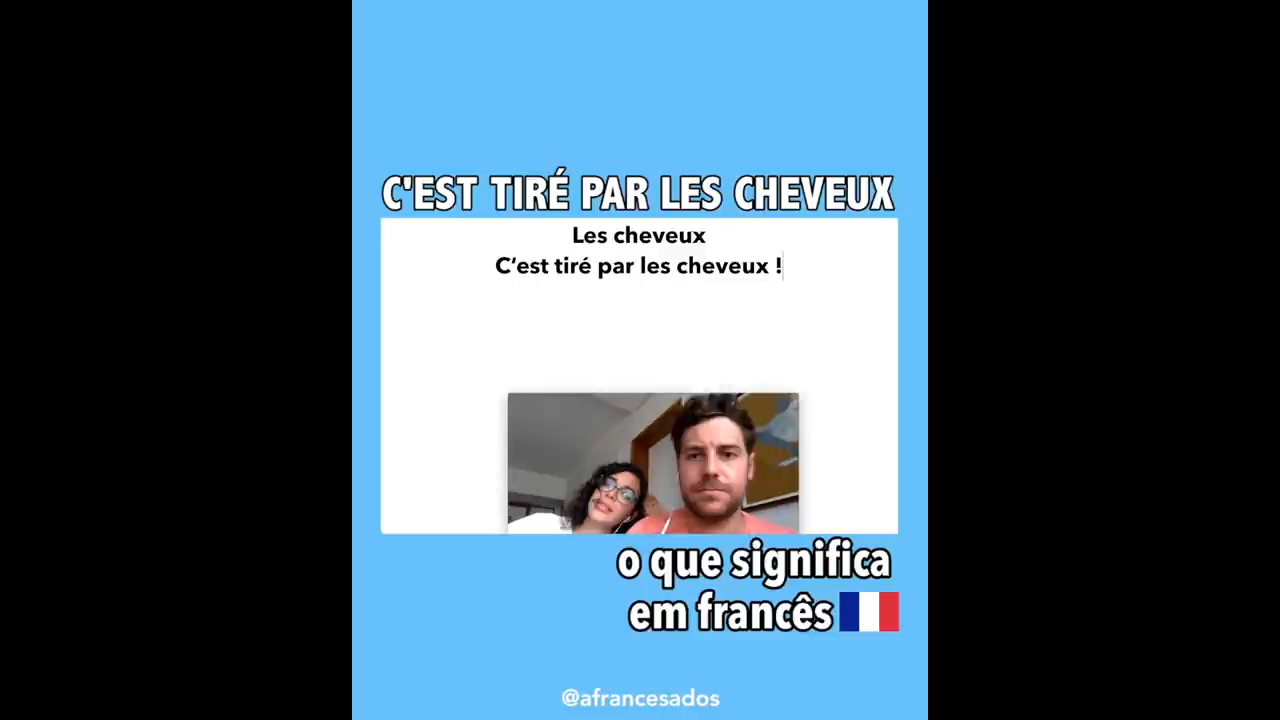 C'EST TIRÉ PAR LES CHEVEUX
Les cheveux
C’est tiré par les cheveux !
o que significa
em francês
@afrancesados